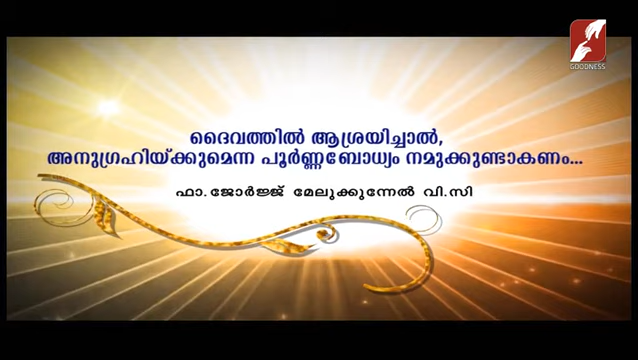 GOODNESS
ദൈവത്തിൽ ആശ്രയിച്ചാൽ,
അനുഗ്രഹിയ്ക്കുമെന്ന പൂർണ്ണബോധ്യം നമുക്കുണ്ടാകണം...
ഫാ.ജോർജ്ജ് മേലുക്കുന്നേൽ വി.സി